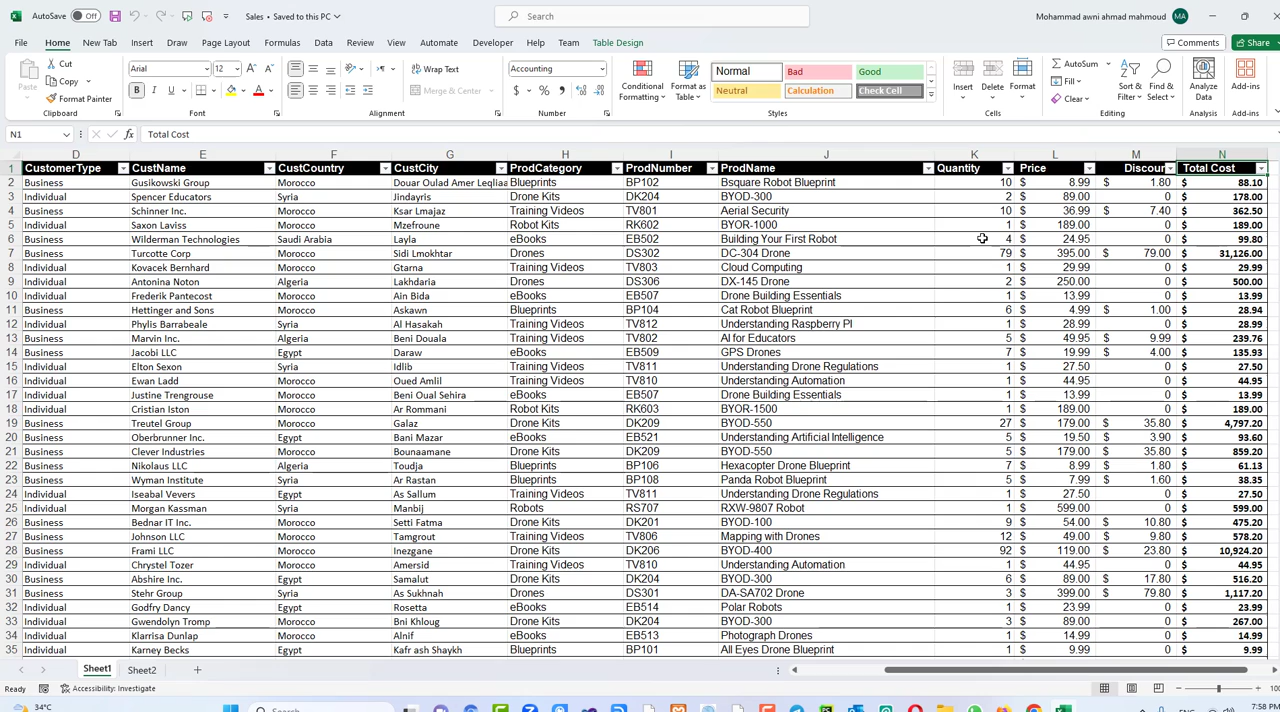 AutoSave Off Sales • Saved to this PC Search Mohammad awni ahmad mahmoud MA
File Home New Tab Insert Draw Page Layout Formulas Data Review View Automate Developer Help Team Table Design Comments Share
Paste Cut Copy Format Painter Clipboard
Arial 12 B I U Font
Wrap Text Merge & Center Alignment
Accounting $ % Number
Conditional Formatting Format as Table Normal Bad Good Neutral Calculation Check Cell Styles
Insert Delete Format Cells
AutoSum Fill Clear Sort & Filter Find & Select Editing
Analyze Data Analysis Add-ins Add-ins
N1 fx Total Cost
D E F G H I J K L M N
1 CustomerType CustName CustCountry CustCity ProdCategory ProdNumber ProdName Quantity Price Discoun Total Cost
2 Business Gusikowski Group Morocco Douar Oulad Amer Leqliaa Blueprints BP102 Bsquare Robot Blueprint 10 $ 8.99 $ 1.80 $ 88.10
3 Individual Spencer Educators Syria Jindayris Drone Kits DK204 BYOD-300 2 $ 89.00 0 $ 178.00
4 Business Schinner Inc. Morocco Ksar Lmajaz Training Videos TV801 Aerial Security 10 $ 36.99 $ 7.40 $ 362.50
5 Individual Saxon Laviss Morocco Mzefroune Robot Kits RK602 BYOR-1000 1 $ 189.00 0 $ 189.00
6 Business Wilderman Technologies Saudi Arabia Layla eBooks EB502 Building Your First Robot 4 $ 24.95 0 $ 99.80
7 Business Turcotte Corp Morocco Sidi Lmokhtar Drones DS302 DC-304 Drone 79 $ 395.00 $ 79.00 $ 31,126.00
8 Individual Kovacek Bernhard Morocco Gtarna Training Videos TV803 Cloud Computing 1 $ 29.99 0 $ 29.99
9 Individual Antonina Noton Algeria Lakhdaria Drones DS306 DX-145 Drone 2 $ 250.00 0 $ 500.00
10 Individual Frederik Pantecost Morocco Ain Bida eBooks EB507 Drone Building Essentials 1 $ 13.99 0 $ 13.99
11 Business Hettinger and Sons Morocco Askawn Blueprints BP104 Cat Robot Blueprint 6 $ 4.99 $ 1.00 $ 28.94
12 Individual Phylis Barrabeale Syria Al Hasakah Training Videos TV812 Understanding Raspberry PI 1 $ 28.99 0 $ 28.99
13 Business Marvin Inc. Algeria Beni Douala Training Videos TV802 AI for Educators 5 $ 49.95 $ 9.99 $ 239.76
14 Business Jacobi LLC Egypt Daraw eBooks EB509 GPS Drones 7 $ 19.99 $ 4.00 $ 135.93
15 Individual Elton Sexon Syria Idlib Training Videos TV811 Understanding Drone Regulations 1 $ 27.50 0 $ 27.50
16 Individual Ewan Ladd Morocco Oued Amlil Training Videos TV810 Understanding Automation 1 $ 44.95 0 $ 44.95
17 Individual Justine Trengrouse Morocco Beni Oual Sehira eBooks EB507 Drone Building Essentials 1 $ 13.99 0 $ 13.99
18 Individual Cristian Iston Morocco Ar Rommani Robot Kits RK603 BYOR-1500 1 $ 189.00 0 $ 189.00
19 Business Treutel Group Morocco Galaz Drone Kits DK209 BYOD-550 27 $ 179.00 $ 35.80 $ 4,797.20
20 Business Oberbrunner Inc. Egypt Bani Mazar eBooks EB521 Understanding Artificial Intelligence 5 $ 19.50 $ 3.90 $ 93.60
21 Business Clever Industries Morocco Bounaamane Drone Kits DK209 BYOD-550 5 $ 179.00 $ 35.80 $ 859.20
22 Business Nikolaus LLC Algeria Toudja Blueprints BP106 Hexacopter Drone Blueprint 7 $ 8.99 $ 1.80 $ 61.13
23 Business Wyman Institute Syria Ar Rastan Blueprints BP108 Panda Robot Blueprint 5 $ 7.99 $ 1.60 $ 38.35
24 Individual Iseabal Vevers Egypt As Sallum Training Videos TV811 Understanding Drone Regulations 1 $ 27.50 0 $ 27.50
25 Individual Morgan Kassman Syria Manbij Robots RS707 RXW-9807 Robot 1 $ 599.00 0 $ 599.00
26 Business Bednar IT Inc. Morocco Setti Fatma Drone Kits DK201 BYOD-100 9 $ 54.00 $ 10.80 $ 475.20
27 Business Johnson LLC Morocco Tamgrout Training Videos TV806 Mapping with Drones 12 $ 49.00 $ 9.80 $ 578.20
28 Business Frami LLC Morocco Inezgane Drone Kits DK206 BYOD-400 92 $ 119.00 $ 23.80 $ 10,924.20
29 Individual Chrystel Tozer Morocco Amersid Training Videos TV810 Understanding Automation 1 $ 44.95 0 $ 44.95
30 Business Abshire Inc. Egypt Samalut Drone Kits DK204 BYOD-300 6 $ 89.00 $ 17.80 $ 516.20
31 Business Stehr Group Syria As Sukhnah Drones DS301 DA-SA702 Drone 3 $ 399.00 $ 79.80 $ 1,117.20
32 Individual Godfry Dancy Egypt Rosetta eBooks EB514 Polar Robots 1 $ 23.99 0 $ 23.99
33 Individual Gwendolyn Tromp Morocco Bni Khloug Drone Kits DK204 BYOD-300 3 $ 89.00 0 $ 267.00
34 Individual Klarrisa Dunlap Morocco Alnif eBooks EB513 Photograph Drones 1 $ 14.99 0 $ 14.99
35 Individual Karney Becks Egypt Kafr ash Shaykh Blueprints BP101 All Eyes Drone Blueprint 1 $ 9.99 0 $ 9.99
Sheet1 Sheet2
Ready Accessibility: Investigate 100
34°C Search ENG 7:58 PM